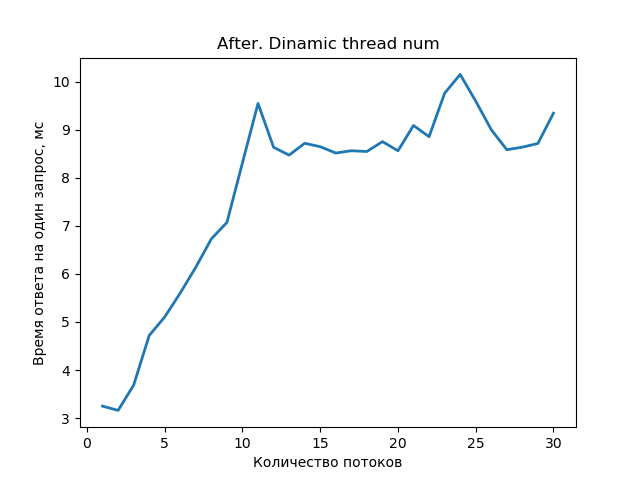 After. Dinamic thread num
Время ответа на один запрос, мс
10
9
8
7
6
5
4
3
0 5 10 15 20 25 30
Количество потоков